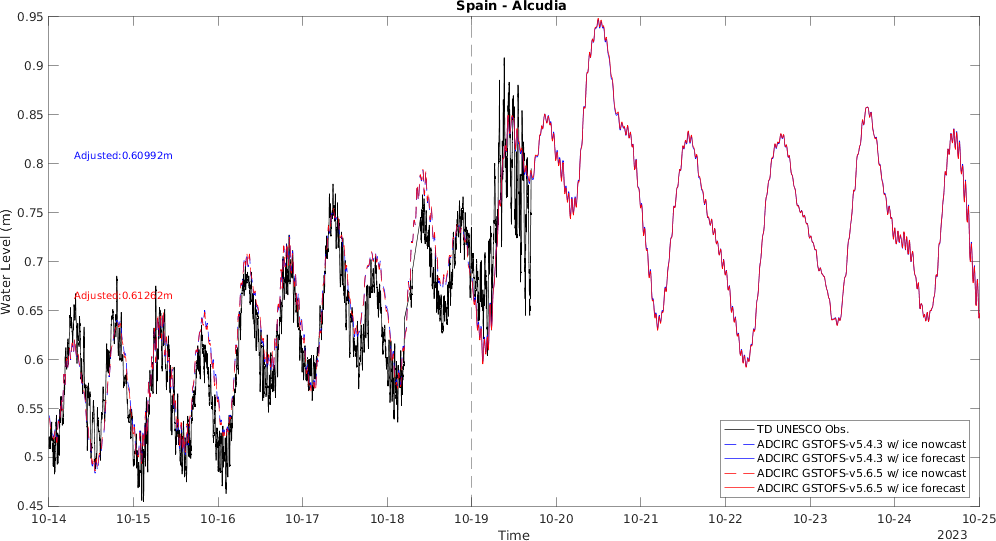 Spain - Alcudia
0.95
0.9
0.85
0.8
0.75
0.7
0.65
0.6
0.55
0.5
0.45
Water Level (m)
Adjusted:0.60992m
Adjusted:0.61262m
TD UNESCO Obs.
ADCIRC GSTOFS-v5.4.3 w/ ice nowcast
ADCIRC GSTOFS-v5.4.3 w/ ice forecast
ADCIRC GSTOFS-v5.6.5 w/ ice nowcast
ADCIRC GSTOFS-v5.6.5 w/ ice forecast
10-14 10-15 10-16 10-17 10-18 10-19 10-20 10-21 10-22 10-23 10-24 10-25
Time
2023